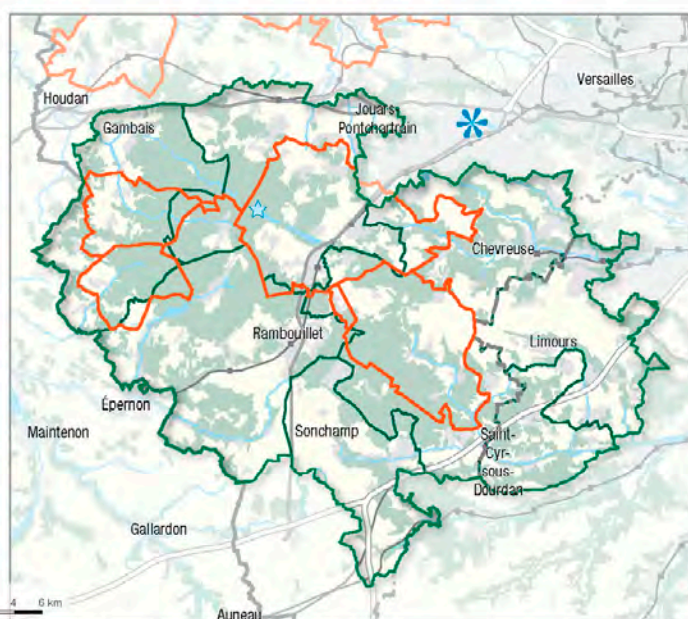 Versailles
Houdan
Jouars-
Pontchartrain
Gambais
Chevreuse
Rambouillet
Limours
Épernon
Maintenon
Sonchamp
Saint-
Cyr-
sous-
Dourdan
Gallardon
4 6 km
Auneau